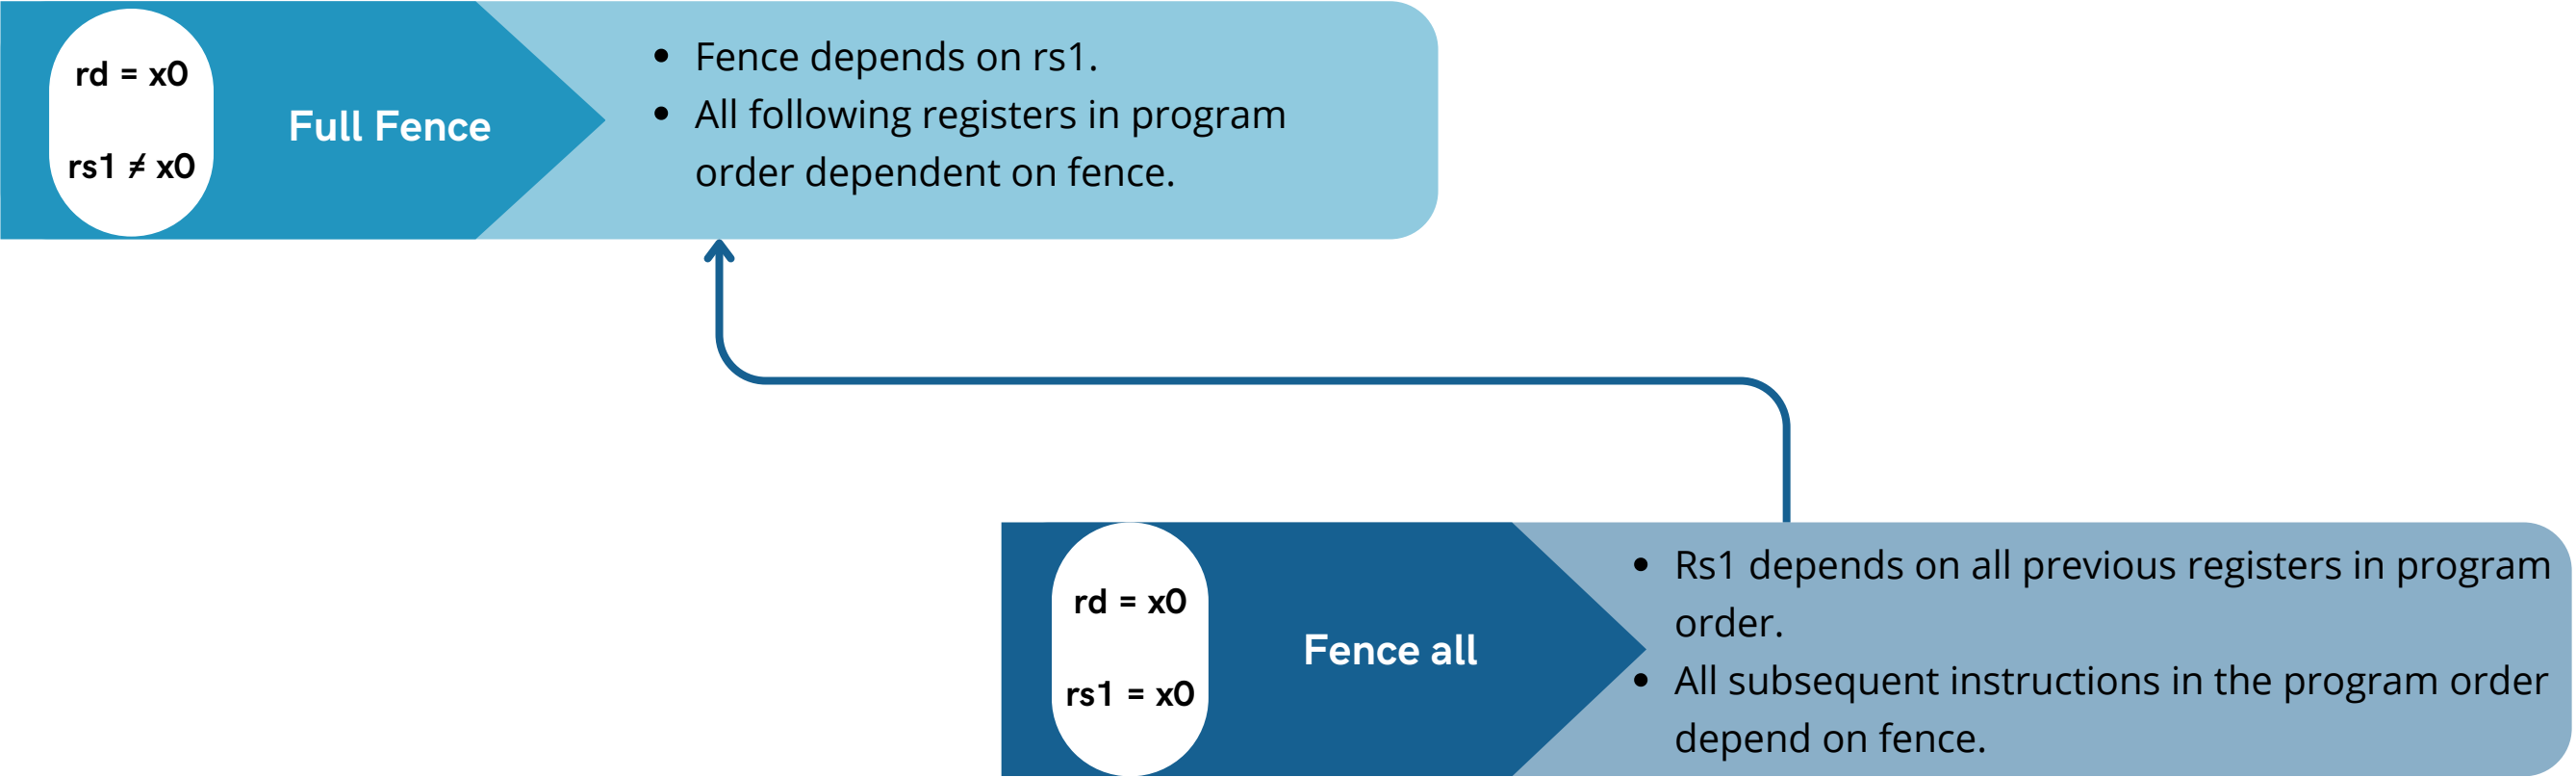 rd = x0
rs1 ≠ x0
Full Fence
• Fence depends on rs1.
• All following registers in program
order dependent on fence.
rd = x0
rs1 = x0
Fence all
• Rs1 depends on all previous registers in program
order.
• All subsequent instructions in the program order
depend on fence.